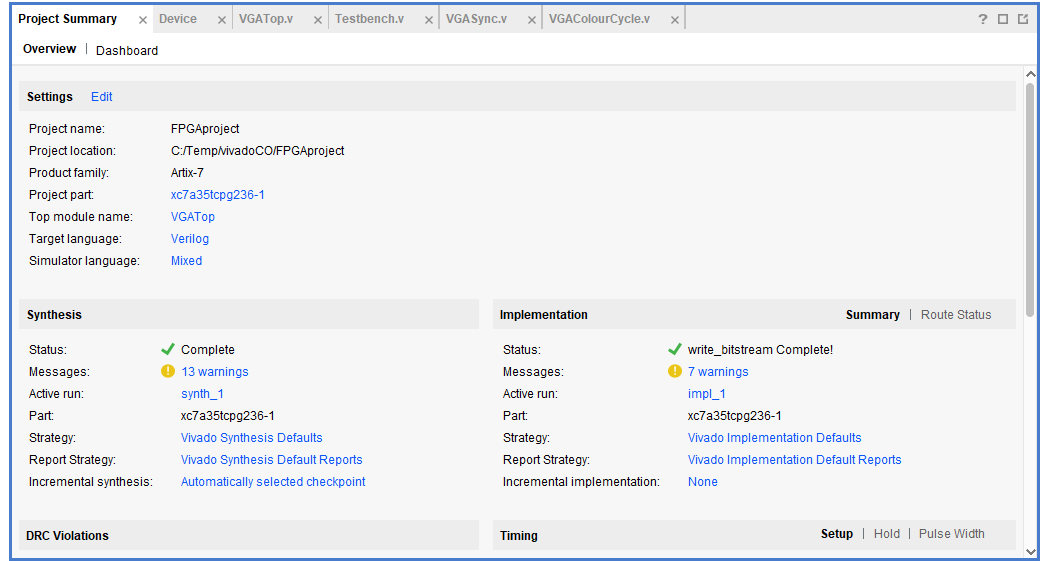 Project Summary × Device × VGATop.v × Testbench.v × VGASync.v × VGAColourCycle.v × ?
Overview | Dashboard
Settings Edit
Project name: FPGAproject
Project location: C:/Temp/vivadoCO/FPGAproject
Product family: Artix-7
Project part: xc7a35tcpg236-1
Top module name: VGATop
Target language: Verilog
Simulator language: Mixed
Synthesis
Status: Complete
Messages: 13 warnings
Active run: synth_1
Part: xc7a35tcpg236-1
Strategy: Vivado Synthesis Defaults
Report Strategy: Vivado Synthesis Default Reports
Incremental synthesis: Automatically selected checkpoint
Implementation Summary | Route Status
Status: write_bitstream Complete!
Messages: 7 warnings
Active run: impl_1
Part: xc7a35tcpg236-1
Strategy: Vivado Implementation Defaults
Report Strategy: Vivado Implementation Default Reports
Incremental implementation: None
DRC Violations
Timing Setup | Hold | Pulse Width